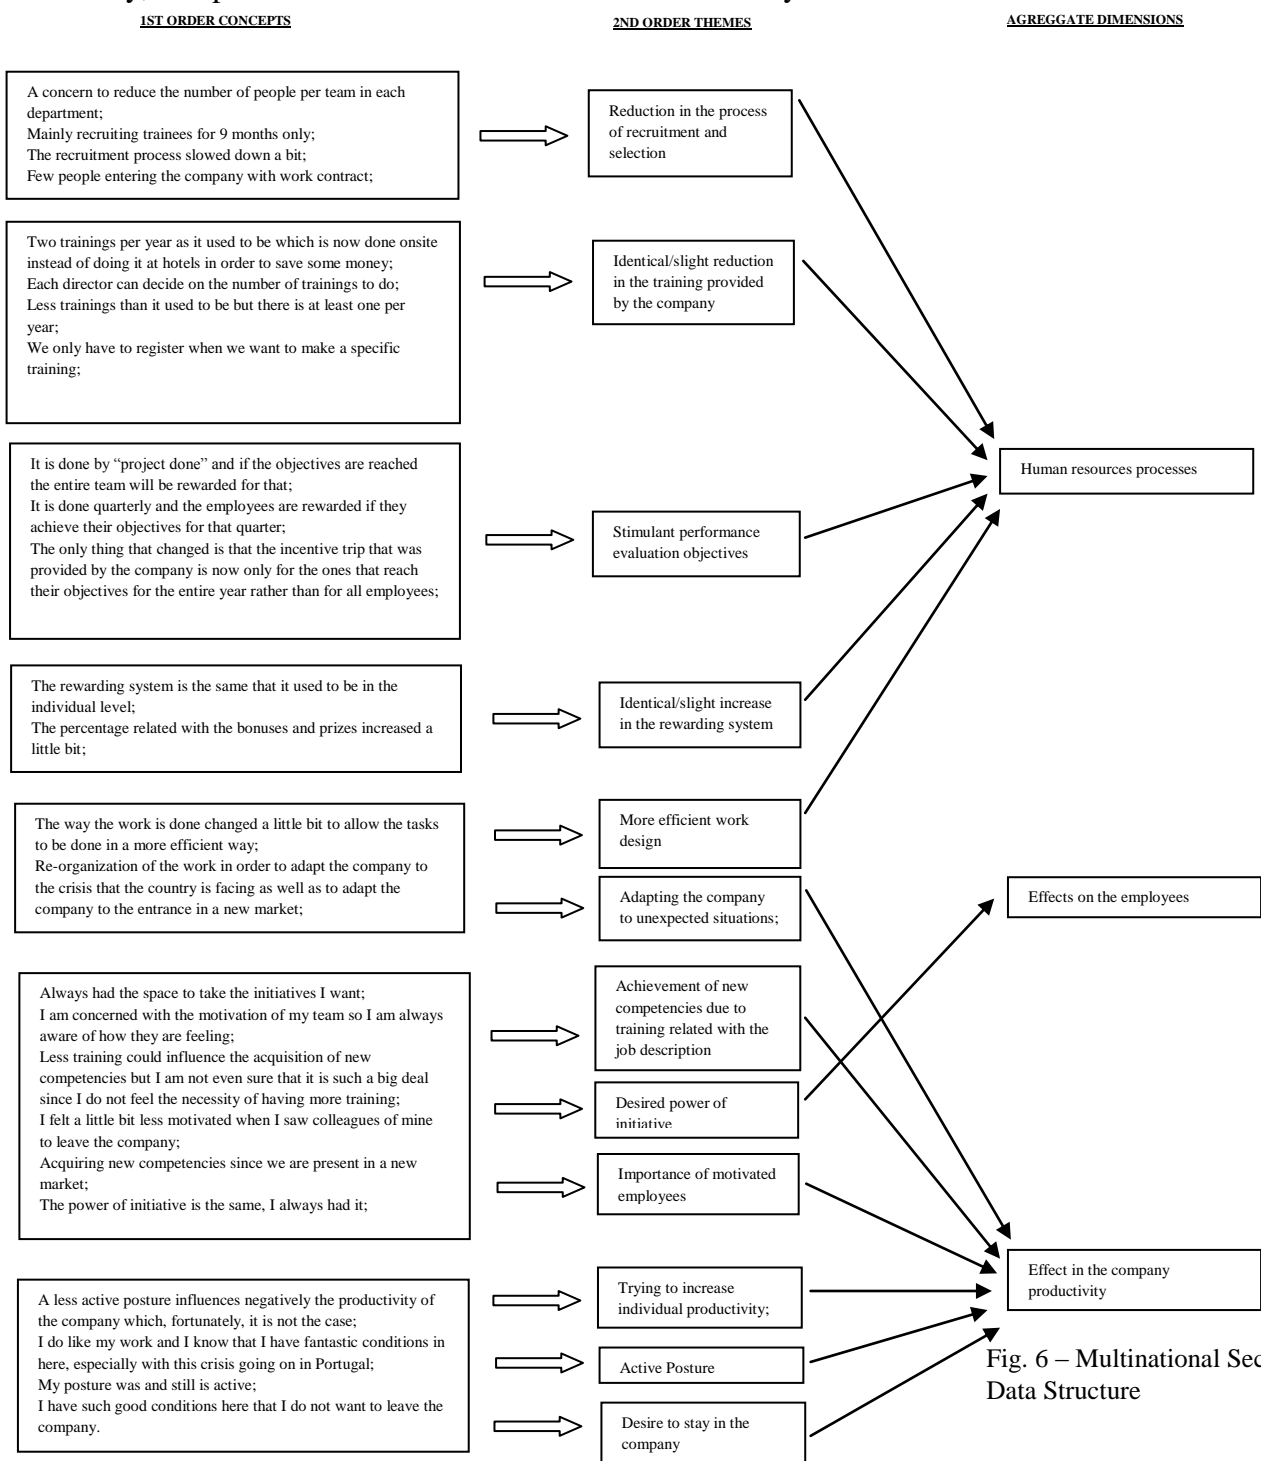 1ST ORDER CONCEPTS
2ND ORDER THEMES
AGREGGATE DIMENSIONS
A concern to reduce the number of people per team in each
department;
Mainly recruiting trainees for 9 months only;
The recruitment process slowed down a bit;
Few people entering the company with work contract;
Reduction in the process
of recruitment and
selection
Two trainings per year as it used to be which is now done onsite
instead of doing it at hotels in order to save some money;
Each director can decide on the number of trainings to do;
Less trainings than it used to be but there is at least one per
year;
We only have to register when we want to make a specific
training;
Identical/slight reduction
in the training provided
by the company
It is done by “project done” and if the objectives are reached
the entire team will be rewarded for that;
It is done quarterly and the employees are rewarded if they
achieve their objectives for that quarter;
The only thing that changed is that the incentive trip that was
provided by the company is now only for the ones that reach
their objectives for the entire year rather than for all employees;
Stimulant performance
evaluation objectives
Human resources processes
The rewarding system is the same that it used to be in the
individual level;
The percentage related with the bonuses and prizes increased a
little bit;
Identical/slight increase
in the rewarding system
The way the work is done changed a little bit to allow the tasks
to be done in a more efficient way;
Re-organization of the work in order to adapt the company to
the crisis that the country is facing as well as to adapt the
company to the entrance in a new market;
More efficient work
design
Adapting the company
to unexpected situations;
Effects on the employees
Always had the space to take the initiatives I want;
I am concerned with the motivation of my team so I am always
aware of how they are feeling;
Less training could influence the acquisition of new
competencies but I am not even sure that it is such a big deal
since I do not feel the necessity of having more training;
I felt a little bit less motivated when I saw colleagues of mine
to leave the company;
Acquiring new competencies since we are present in a new
market;
The power of initiative is the same, I always had it;
Achievement of new
competencies due to
training related with the
job description
Desired power of
initiative
Importance of motivated
employees
A less active posture influences negatively the productivity of
the company which, fortunately, it is not the case;
I do like my work and I know that I have fantastic conditions in
here, especially with this crisis going on in Portugal;
My posture was and still is active;
I have such good conditions here that I do not want to leave the
company.
Trying to increase
individual productivity;
Active Posture
Desire to stay in the
company
Effect in the company
productivity
Fig. 6 – Multinational Sec
Data Structure